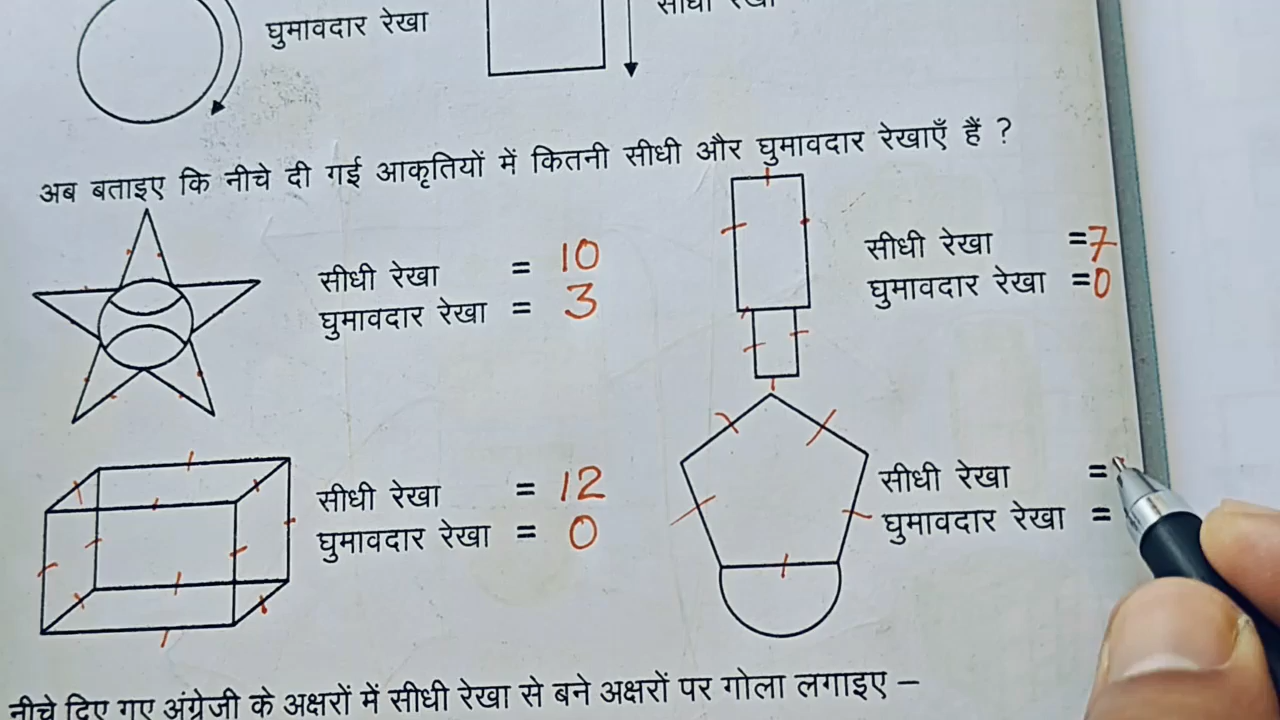 घुमावदार रेखा
सीधी रेखा
अब बताइए कि नीचे दी गई आकृतियों में कितनी सीधी और घुमावदार रेखाएँ हैं ?
सीधी रेखा = 10
घुमावदार रेखा = 3
सीधी रेखा =7
घुमावदार रेखा =0
सीधी रेखा = 12
घुमावदार रेखा = 0
सीधी रेखा =
घुमावदार रेखा =
नीचे दिए गए अंग्रेजी के अक्षरों में सीधी रेखा से बने अक्षरों पर गोला लगाइए –